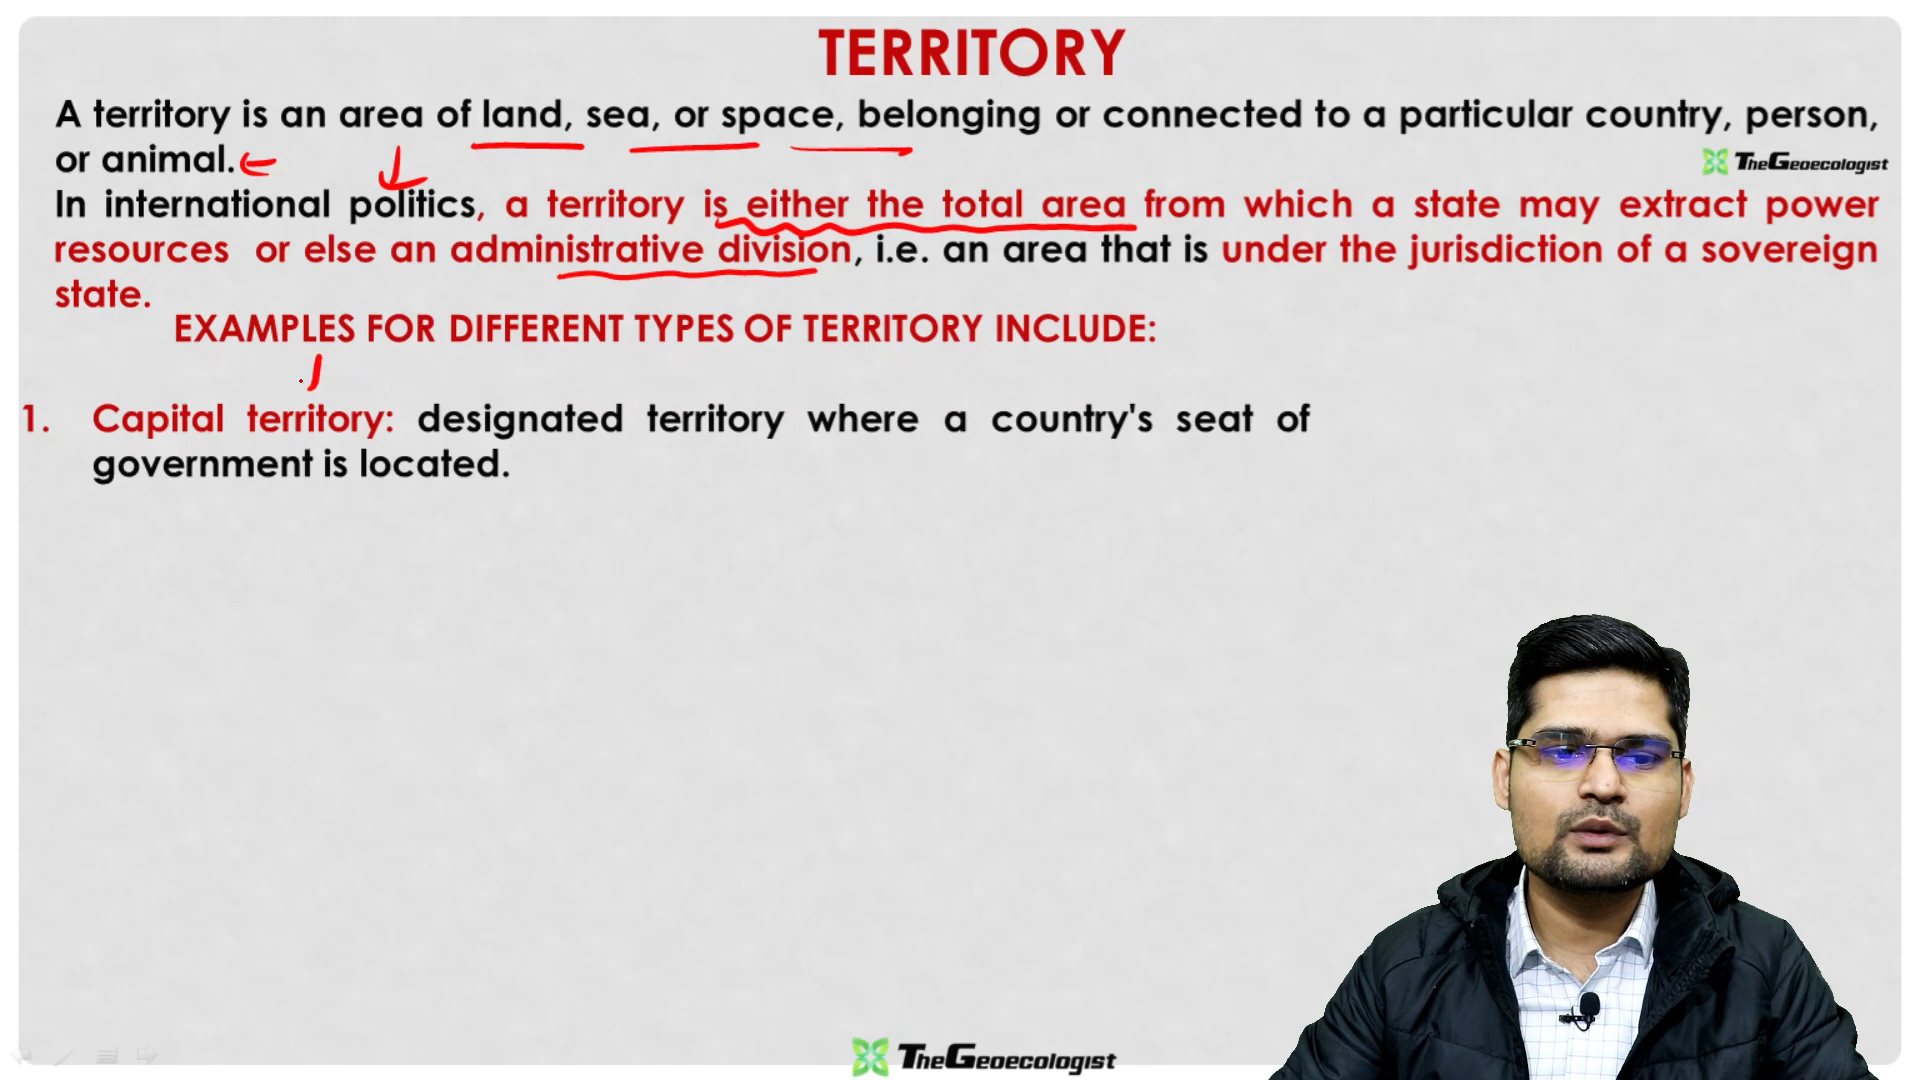 TERRITORY
A territory is an area of land, sea, or space, belonging or connected to a particular country, person,
or animal.
TheGeoecologist
In international politics, a territory is either the total area from which a state may extract power
resources or else an administrative division, i.e. an area that is under the jurisdiction of a sovereign
state.
EXAMPLES FOR DIFFERENT TYPES OF TERRITORY INCLUDE:
1. Capital territory: designated territory where a country's seat of
government is located.
TheGeoecologist